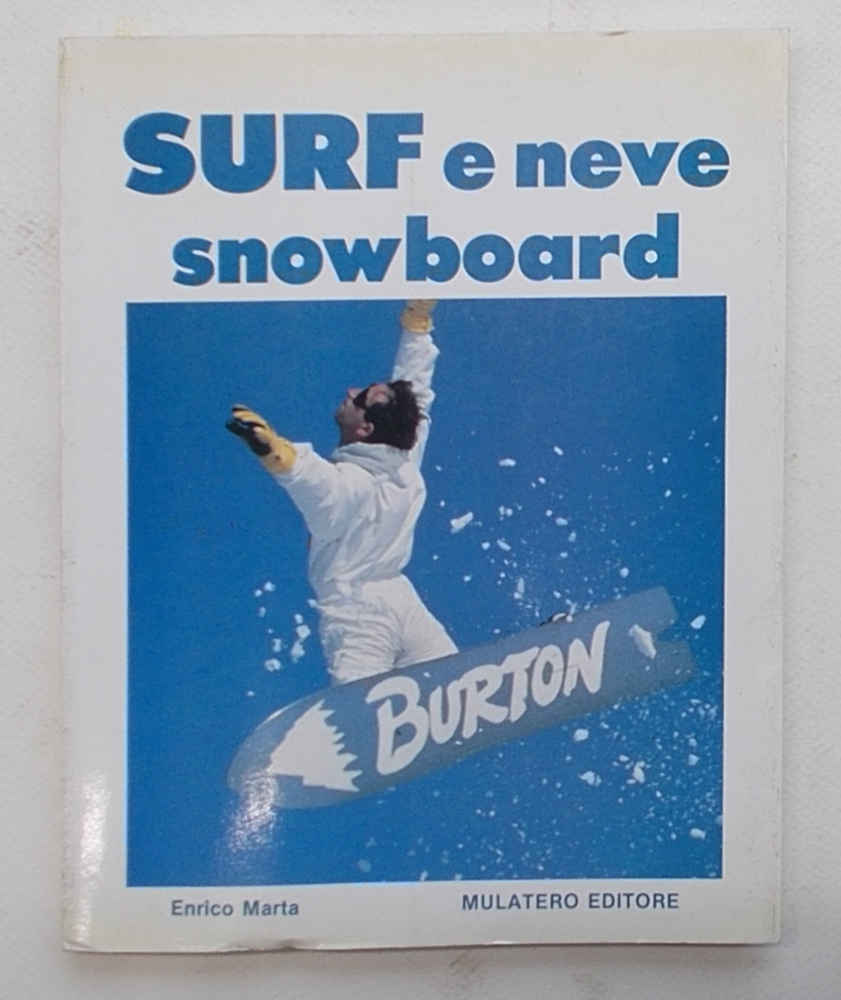 SURF e neve
snowboard
BURTON
Enrico Marta
MULATERO EDITORE